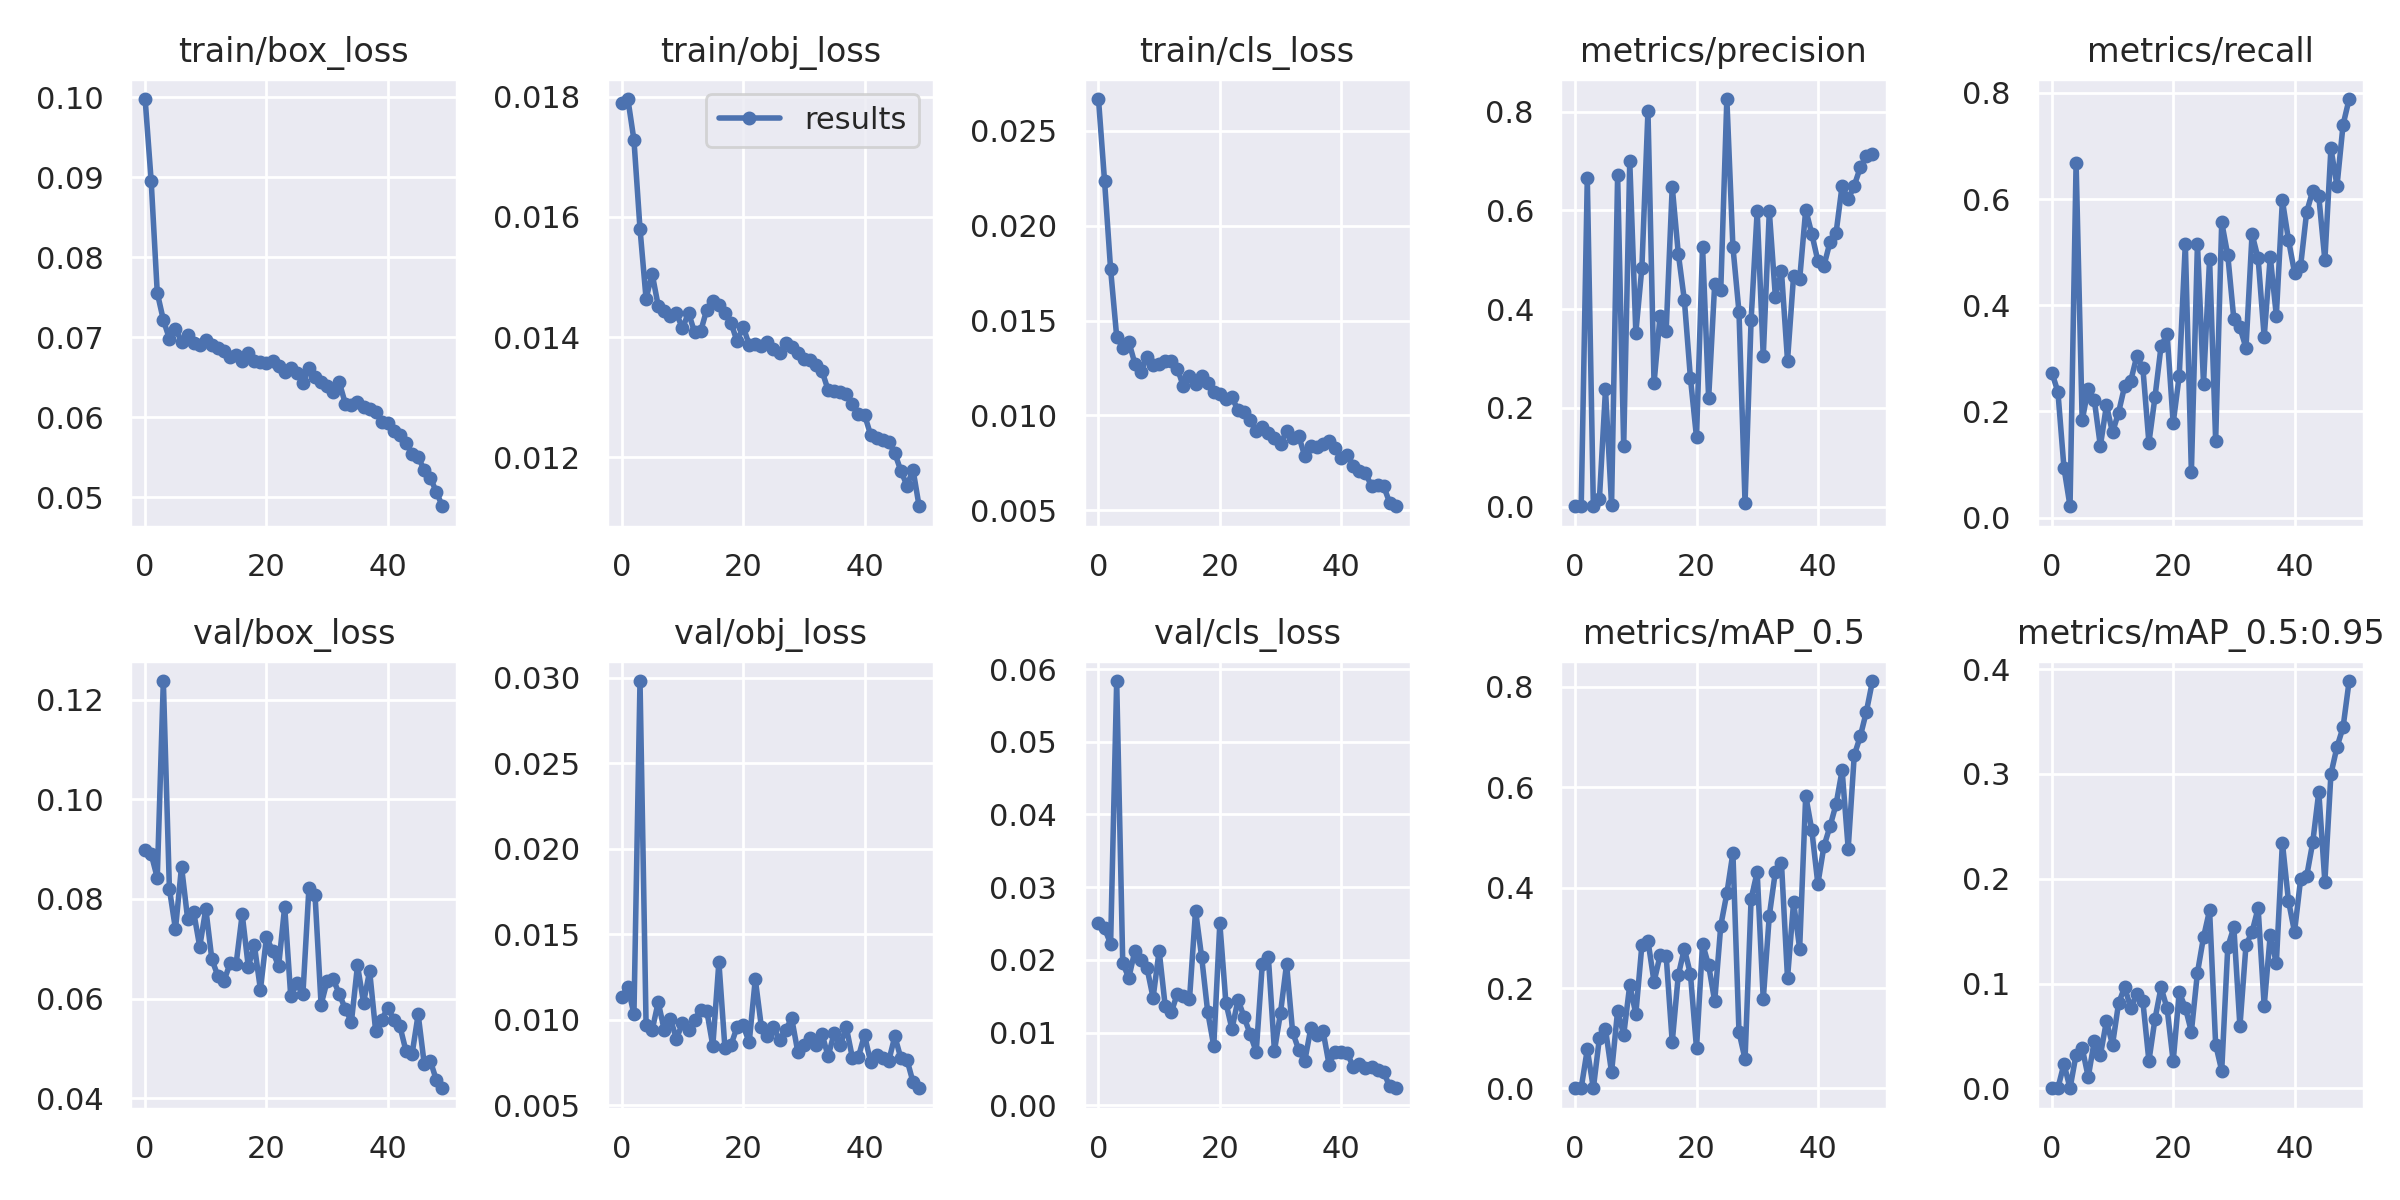 train/box_loss
train/obj_loss
train/cls_loss
metrics/precision
metrics/recall
0.10
0.09
0.08
0.07
0.06
0.05
0 20 40
results
0.018
0.016
0.014
0.012
0 20 40
0.025
0.020
0.015
0.010
0.005
0 20 40
0.8
0.6
0.4
0.2
0.0
0 20 40
0.8
0.6
0.4
0.2
0.0
0 20 40
val/box_loss
val/obj_loss
val/cls_loss
metrics/mAP_0.5
metrics/mAP_0.5:0.95
0.12
0.10
0.08
0.06
0.04
0 20 40
0.030
0.025
0.020
0.015
0.010
0.005
0 20 40
0.06
0.05
0.04
0.03
0.02
0.01
0.00
0 20 40
0.8
0.6
0.4
0.2
0.0
0 20 40
0.4
0.3
0.2
0.1
0.0
0 20 40